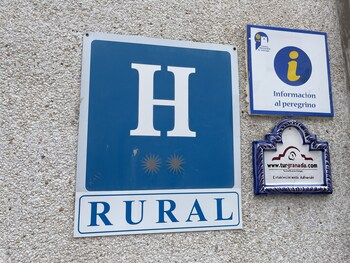 H
RURAL
i
Información
al peregrino
www.turgranada.com